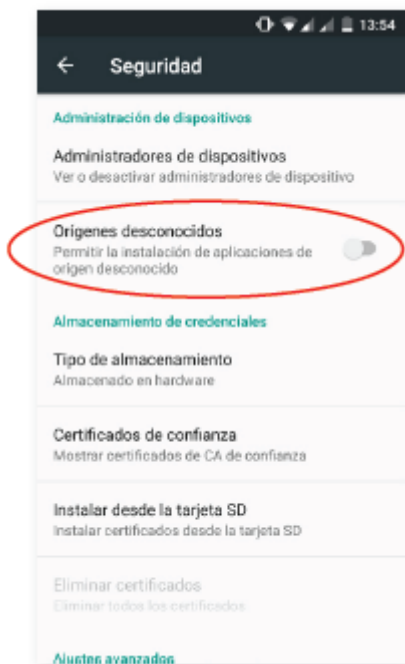 13:54
Seguridad
Administración de dispositivos
Administradores de dispositivos
Ver o desactivar administradores de dispositivo
Orígenes desconocidos
Permitir la instalación de aplicaciones de
origen desconocido
Almacenamiento de credenciales
Tipo de almacenamiento
Almacenado en hardware
Certificados de confianza
Mostrar certificados de CA de confianza
Instalar desde la tarjeta SD
Instalar certificados desde la tarjeta SD
Eliminar certificados
Eliminar todos los certificados
Ajustes avanzados